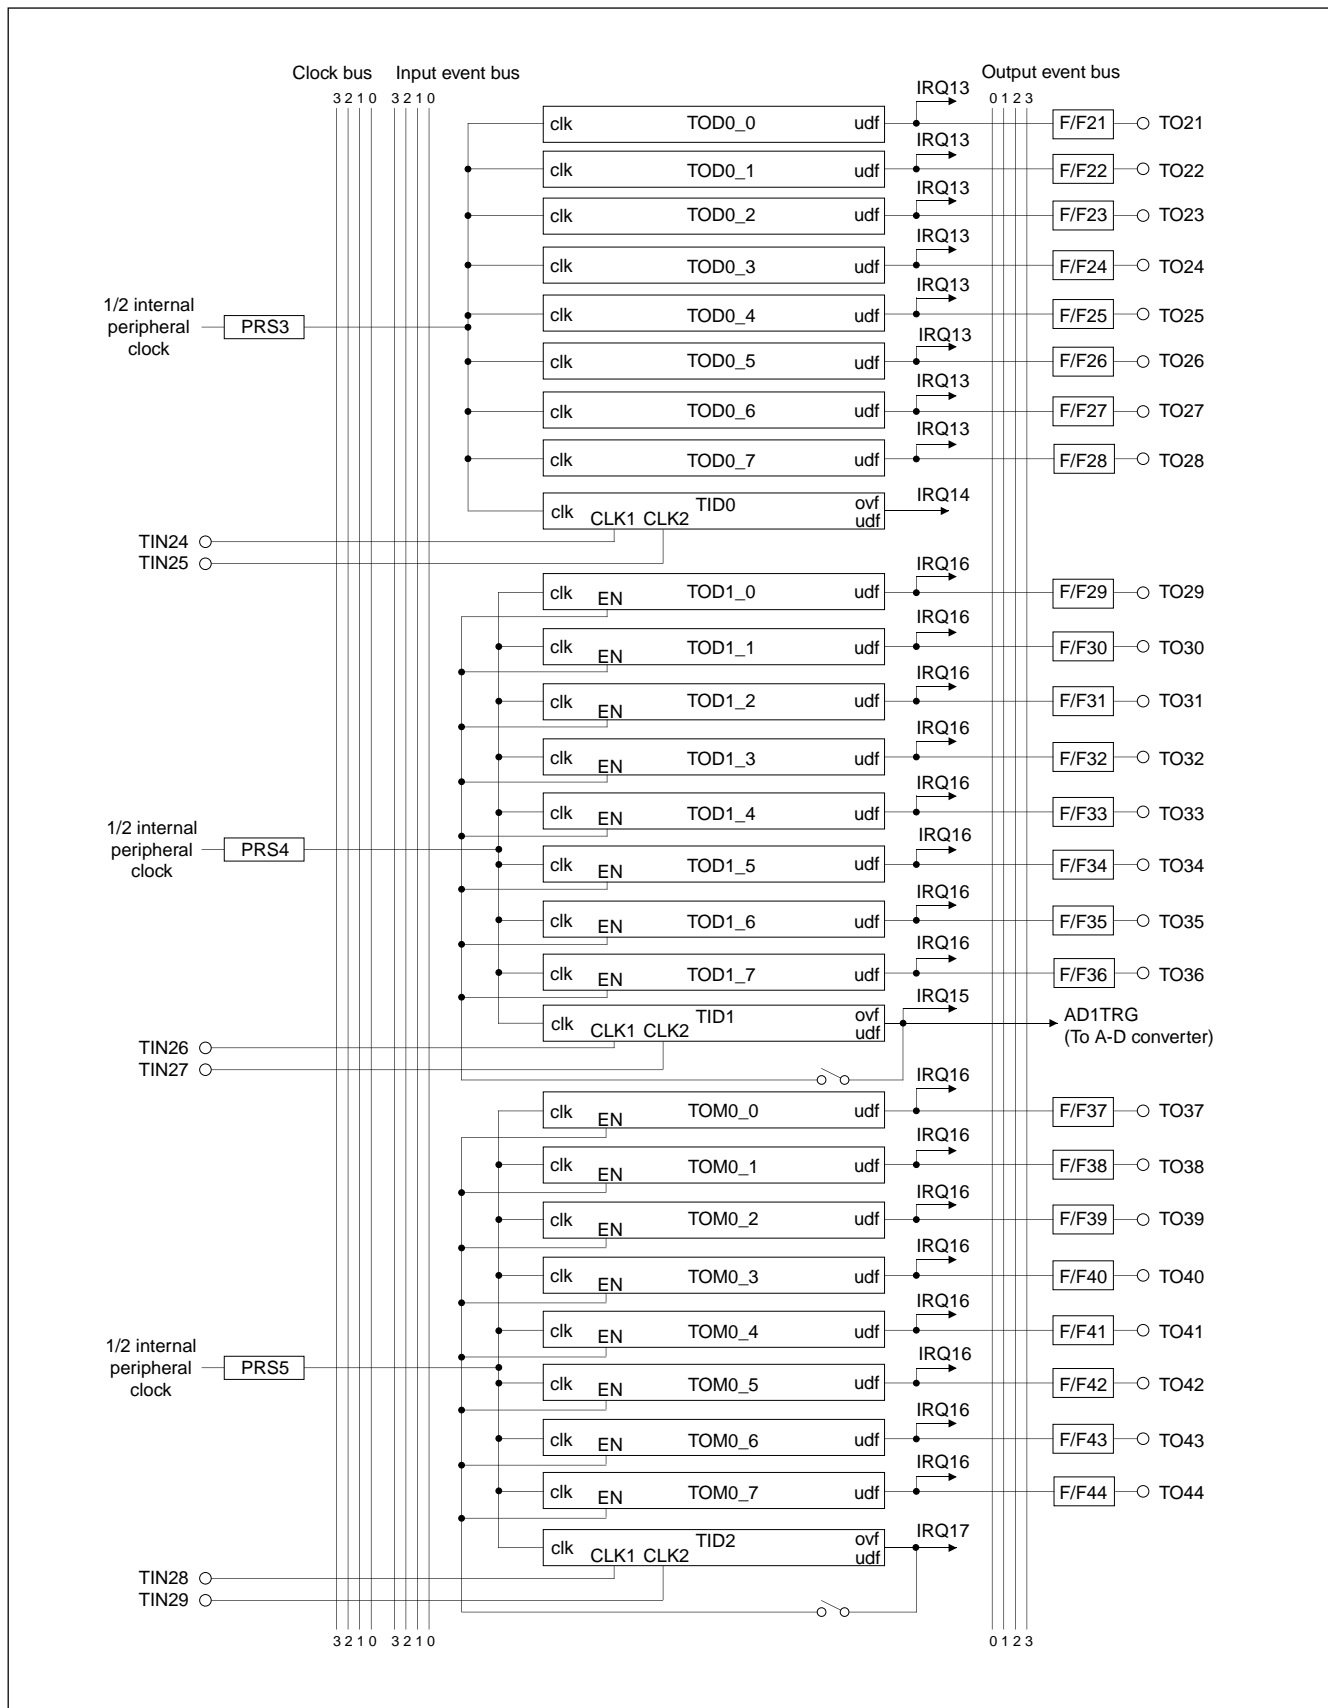 Clock bus Input event bus Output event bus
3 2 1 0 3 2 1 0 0 1 2 3
IRQ13
clk TOD0_0 udf F/F21 TO21
IRQ13
clk TOD0_1 udf F/F22 TO22
IRQ13
clk TOD0_2 udf F/F23 TO23
IRQ13
clk TOD0_3 udf F/F24 TO24
IRQ13
1/2 internal
peripheral
clock
PRS3
clk TOD0_4 udf F/F25 TO25
IRQ13
clk TOD0_5 udf F/F26 TO26
IRQ13
clk TOD0_6 udf F/F27 TO27
IRQ13
clk TOD0_7 udf F/F28 TO28
clk CLK1 CLK2 TID0 ovf
udf
IRQ14
TIN24
TIN25
IRQ16
clk EN TOD1_0 udf F/F29 TO29
IRQ16
clk EN TOD1_1 udf F/F30 TO30
IRQ16
clk EN TOD1_2 udf F/F31 TO31
IRQ16
clk EN TOD1_3 udf F/F32 TO32
IRQ16
clk EN TOD1_4 udf F/F33 TO33
1/2 internal
peripheral
clock
PRS4
IRQ16
clk EN TOD1_5 udf F/F34 TO34
IRQ16
clk EN TOD1_6 udf F/F35 TO35
IRQ16
clk EN TOD1_7 udf F/F36 TO36
IRQ15
clk CLK1 CLK2 TID1 ovf
udf
AD1TRG
(To A-D converter)
TIN26
TIN27
IRQ16
clk EN TOM0_0 udf F/F37 TO37
IRQ16
clk EN TOM0_1 udf F/F38 TO38
IRQ16
clk EN TOM0_2 udf F/F39 TO39
IRQ16
clk EN TOM0_3 udf F/F40 TO40
IRQ16
clk EN TOM0_4 udf F/F41 TO41
1/2 internal
peripheral
clock
PRS5
IRQ16
clk EN TOM0_5 udf F/F42 TO42
IRQ16
clk EN TOM0_6 udf F/F43 TO43
IRQ16
clk EN TOM0_7 udf F/F44 TO44
IRQ17
clk CLK1 CLK2 TID2 ovf
udf
TIN28
TIN29
3 2 1 0 3 2 1 0 0 1 2 3